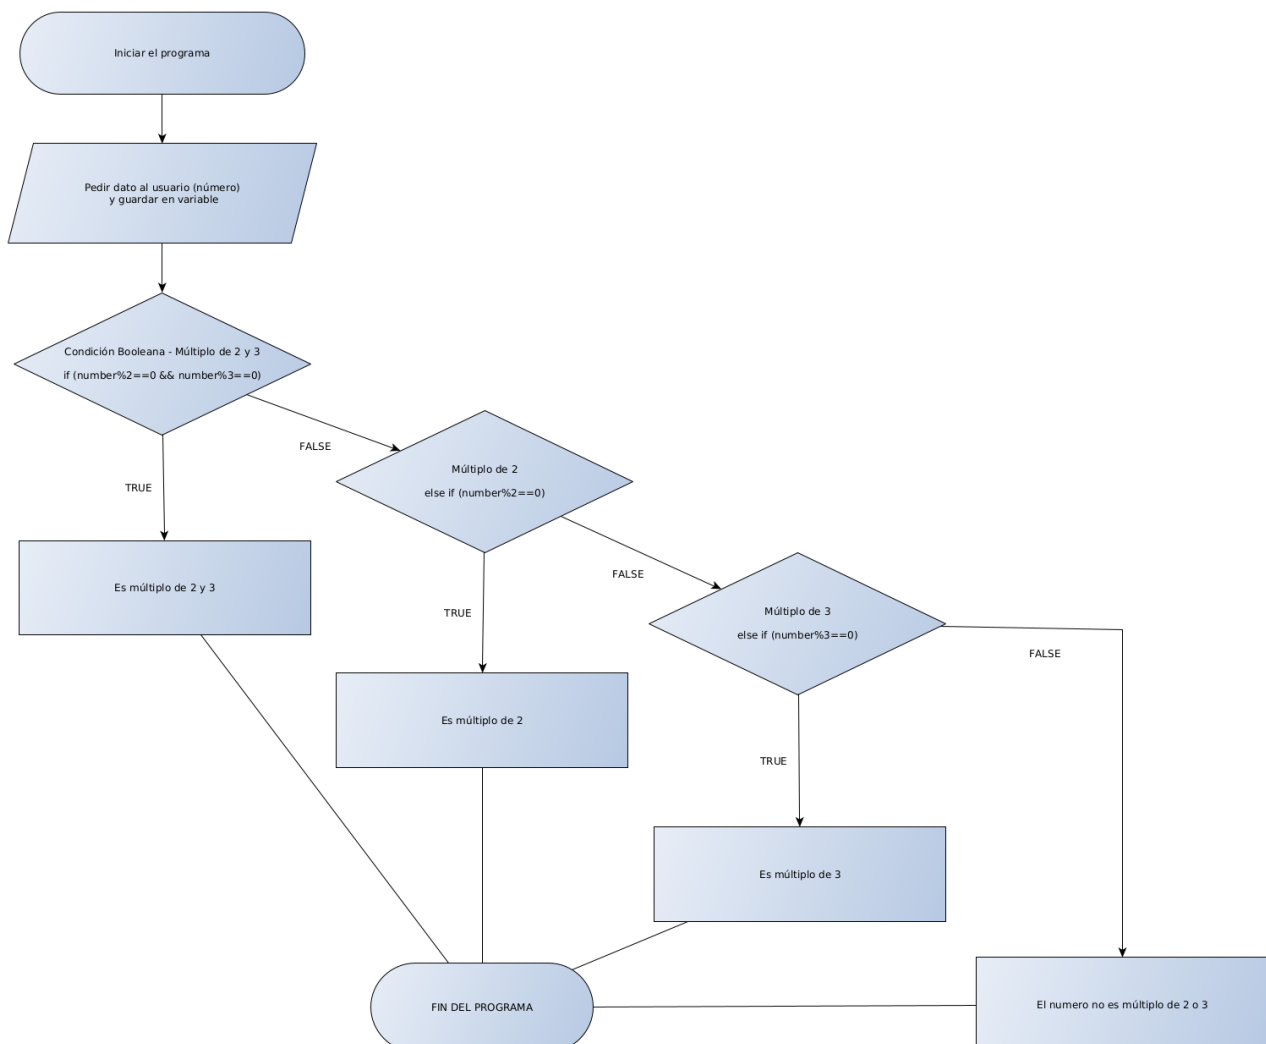 Iniciar el programa
Pedir dato al usuario (número)
y guardar en variable
Condición Booleana - Múltiplo de 2 y 3
if (number%2==0 && number%3==0)
FALSE
TRUE
Múltiplo de 2
else if (number%2==0)
Es múltiplo de 2 y 3
FALSE
TRUE
Múltiplo de 3
else if (number%3==0)
FALSE
Es múltiplo de 2
TRUE
Es múltiplo de 3
FIN DEL PROGRAMA
El numero no es múltiplo de 2 o 3